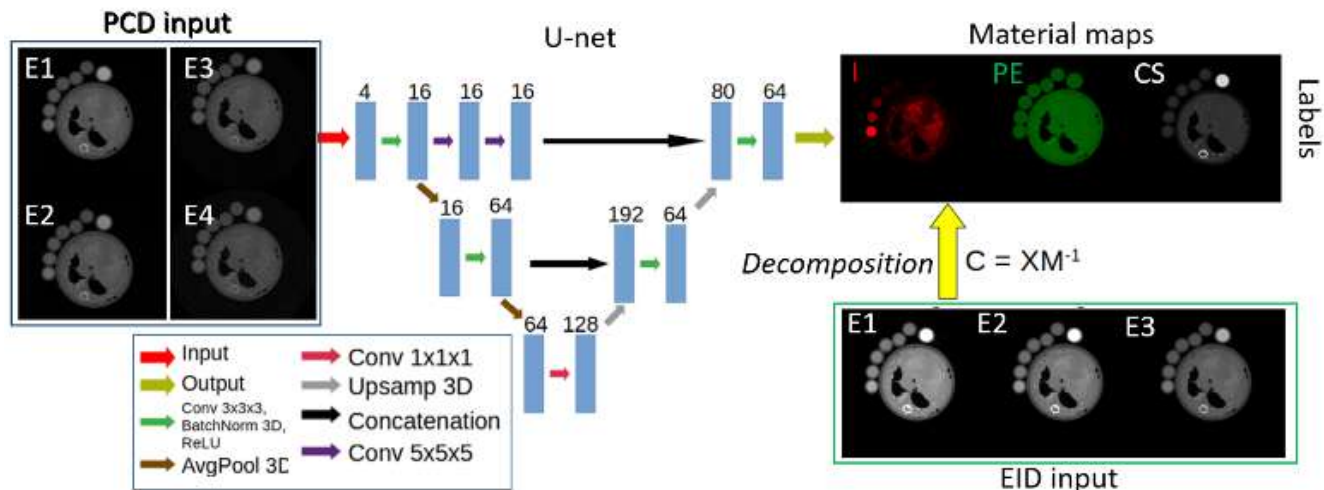 PCD input
E1
E3
E2
E4
U-net
4
16
16
16
80
64
16
64
192
64
64
128
Input
Output
Conv 3x3x3,
BatchNorm 3D,
ReLU
AvgPool 3D
Conv 1x1x1
Upsamp 3D
Concatenation
Conv 5x5x5
Material maps
I
PE
CS
Labels
Decomposition
C = XM⁻¹
E1
E2
E3
EID input